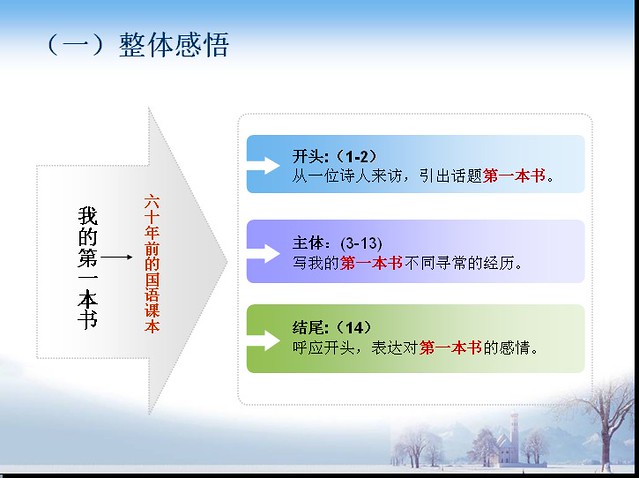 （一）整体感悟
我的第一本书
六十年前的国语课本
开头:（1-2）
从一位诗人来访，引出话题第一本书。
主体：(3-13)
写我的第一本书不同寻常的经历。
结尾:（14）
呼应开头，表达对第一本书的感情。